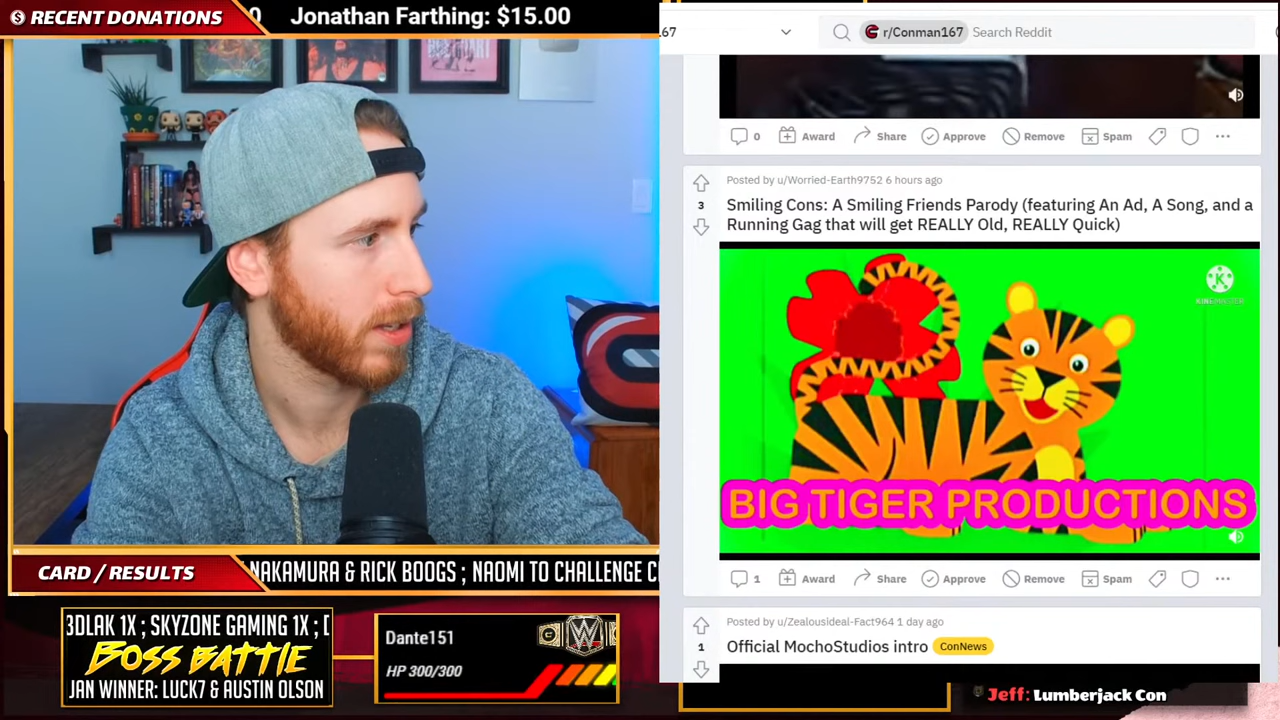 RECENT DONATIONS
0 Jonathan Farthing: $15.00
.67
r/Conman167 Search Reddit
0 Award Share Approve Remove Spam
Posted by u/Worried-Earth9752 6 hours ago
3
Smiling Cons: A Smiling Friends Parody (featuring An Ad, A Song, and a
Running Gag that will get REALLY Old, REALLY Quick)
KINEMASTER
BIG TIGER PRODUCTIONS
1 Award Share Approve Remove Spam
Posted by u/Zealousideal-Fact964 1 day ago
1
Official MochoStudios intro ConNews
CARD / RESULTS
NAKAMURA & RICK BOOGS ; NAOMI TO CHALLENGE C
3DLAK 1X ; SKYZONE GAMING 1X ; [
BOSS BATTLE
JAN WINNER: LUCK7 & AUSTIN OLSON
Dante151
HP 300/300
Jeff: Lumberjack Con